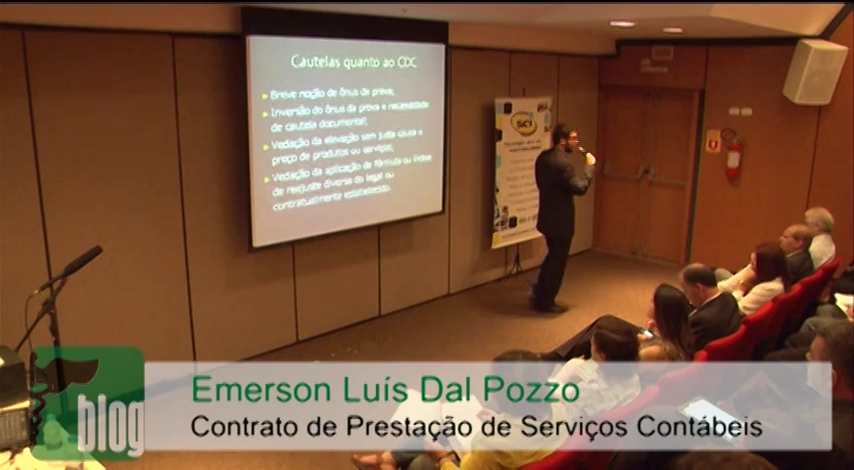 Cautelas quanto ao CDC
Breve noção de ônus da prova;
Inversão do ônus da prova e necessidade
de cautela documental;
Vedação da elevação sem justa causa o
preço de produtos ou serviços;
Vedação da aplicação de fórmula ou índice
de reajuste diverso do legal ou
contratualmente estabelecido.
SCI
Emerson Luís Dal Pozzo
Contrato de Prestação de Serviços Contábeis
blog